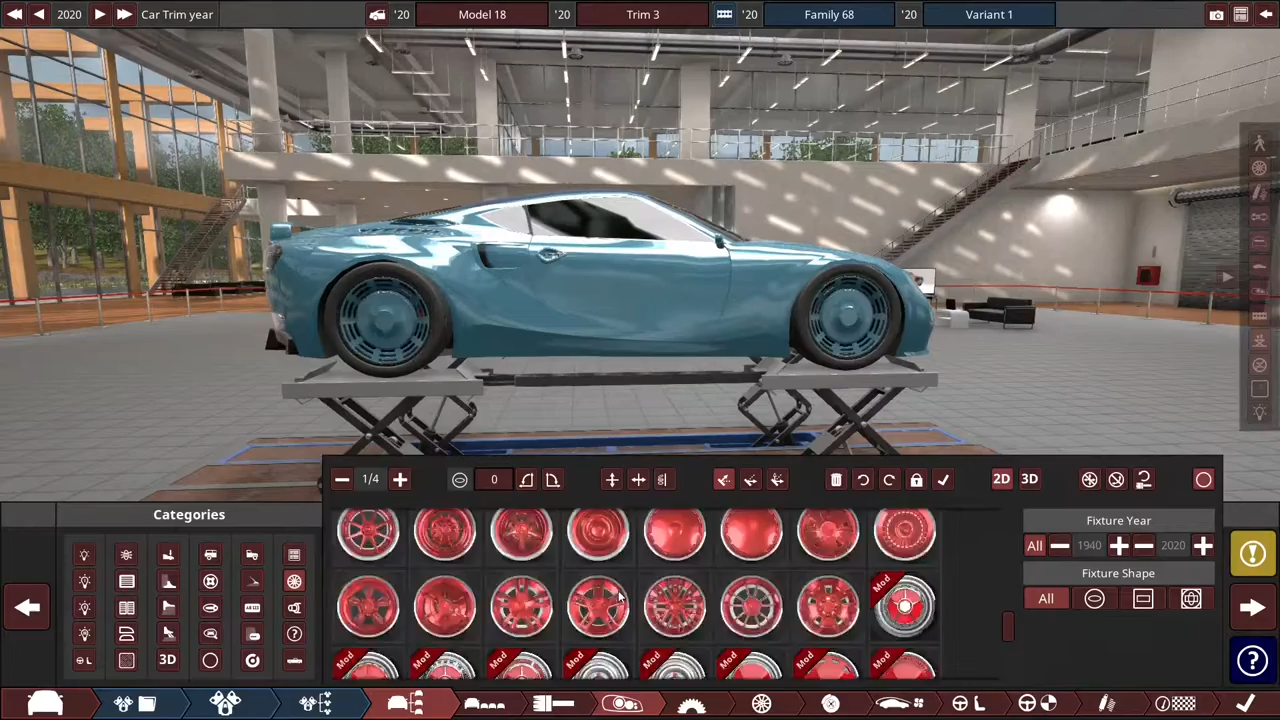 2020 Car Trim year '20 Model 18 '20 Trim 3 '20 Family 68 '20 Variant 1
1/4 0 2D 3D
Categories
Fixture Year
All 1940 2020
Fixture Shape
All
Mod
Mod Mod Mod Mod Mod Mod Mod Mod
3D
L
?